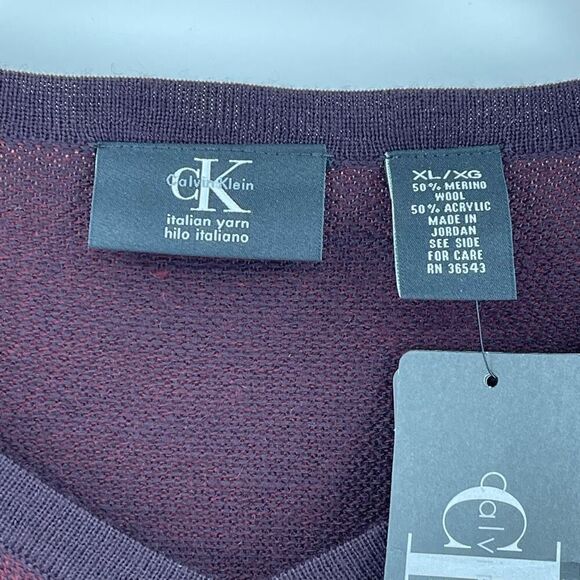 cK
Calvin Klein
italian yarn
hilo italiano
XL/XG
50% MERINO
WOOL
50% ACRYLIC
MADE IN
JORDAN
SEE SIDE
FOR CARE
RN 36543
Calv